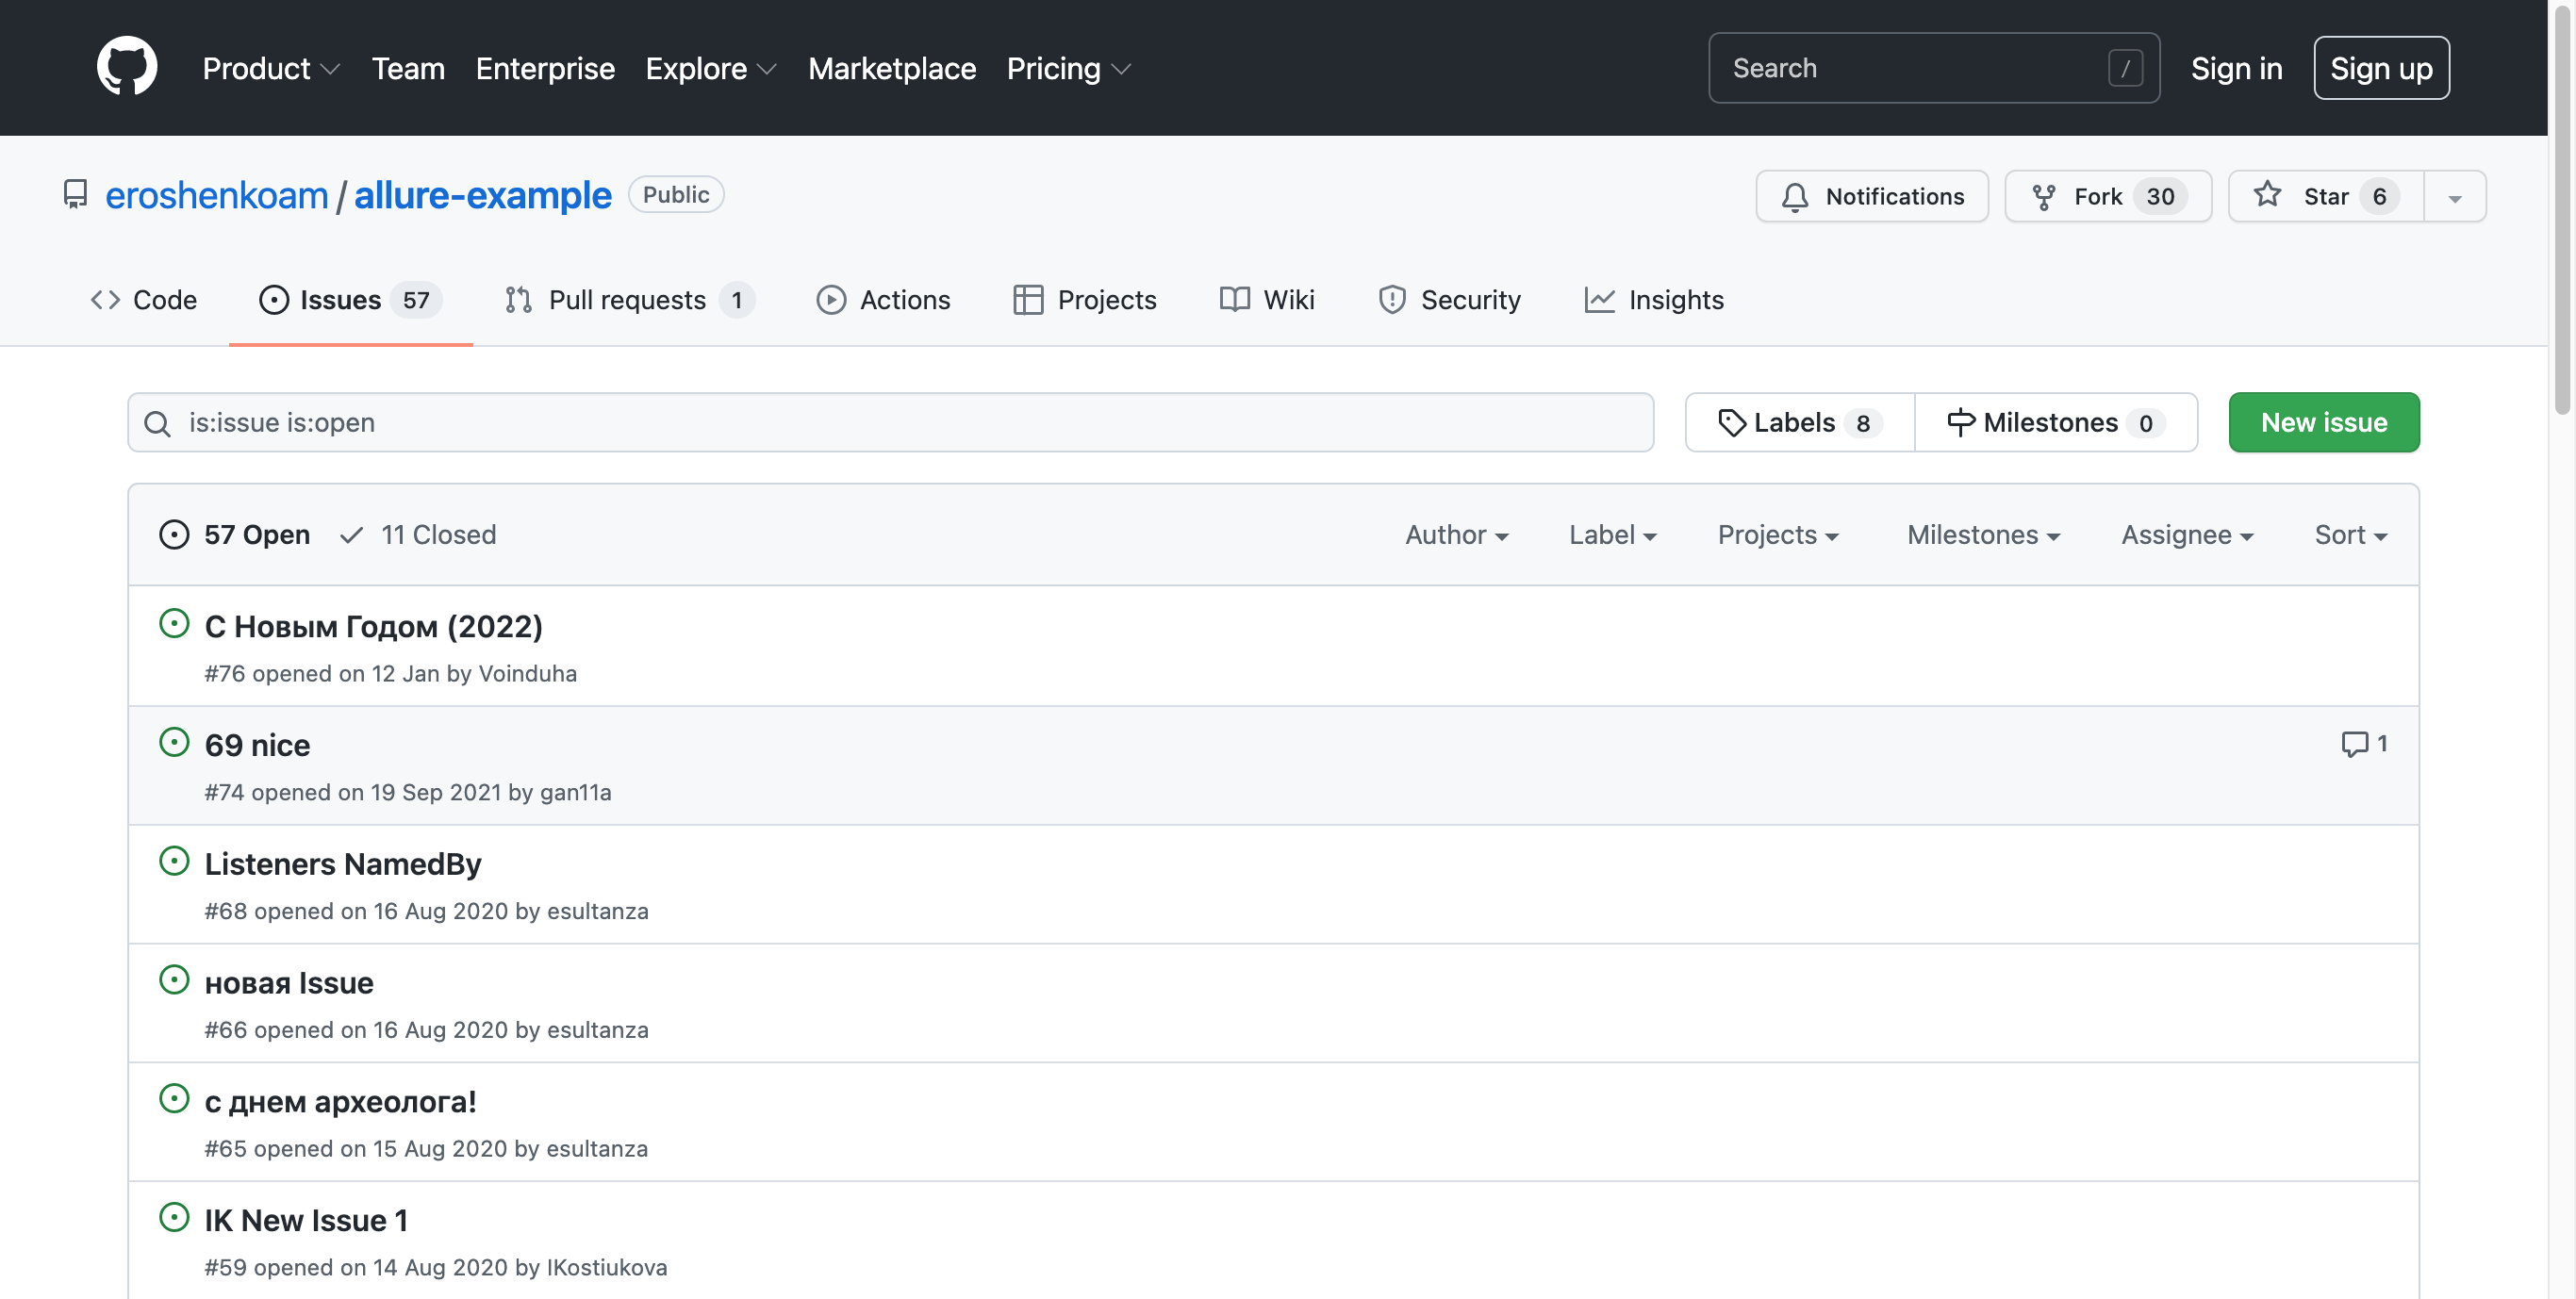 Product Team Enterprise Explore Marketplace Pricing Search / Sign in Sign up
eroshenkoam / allure-example Public Notifications Fork 30 Star 6
Code Issues 57 Pull requests 1 Actions Projects Wiki Security Insights
is:issue is:open Labels 8 Milestones 0 New issue
57 Open 11 Closed Author Label Projects Milestones Assignee Sort
С Новым Годом (2022)
#76 opened on 12 Jan by Voinduha
69 nice 1
#74 opened on 19 Sep 2021 by gan11a
Listeners NamedBy
#68 opened on 16 Aug 2020 by esultanza
новая Issue
#66 opened on 16 Aug 2020 by esultanza
с днем археолога!
#65 opened on 15 Aug 2020 by esultanza
IK New Issue 1
#59 opened on 14 Aug 2020 by IKostiukova